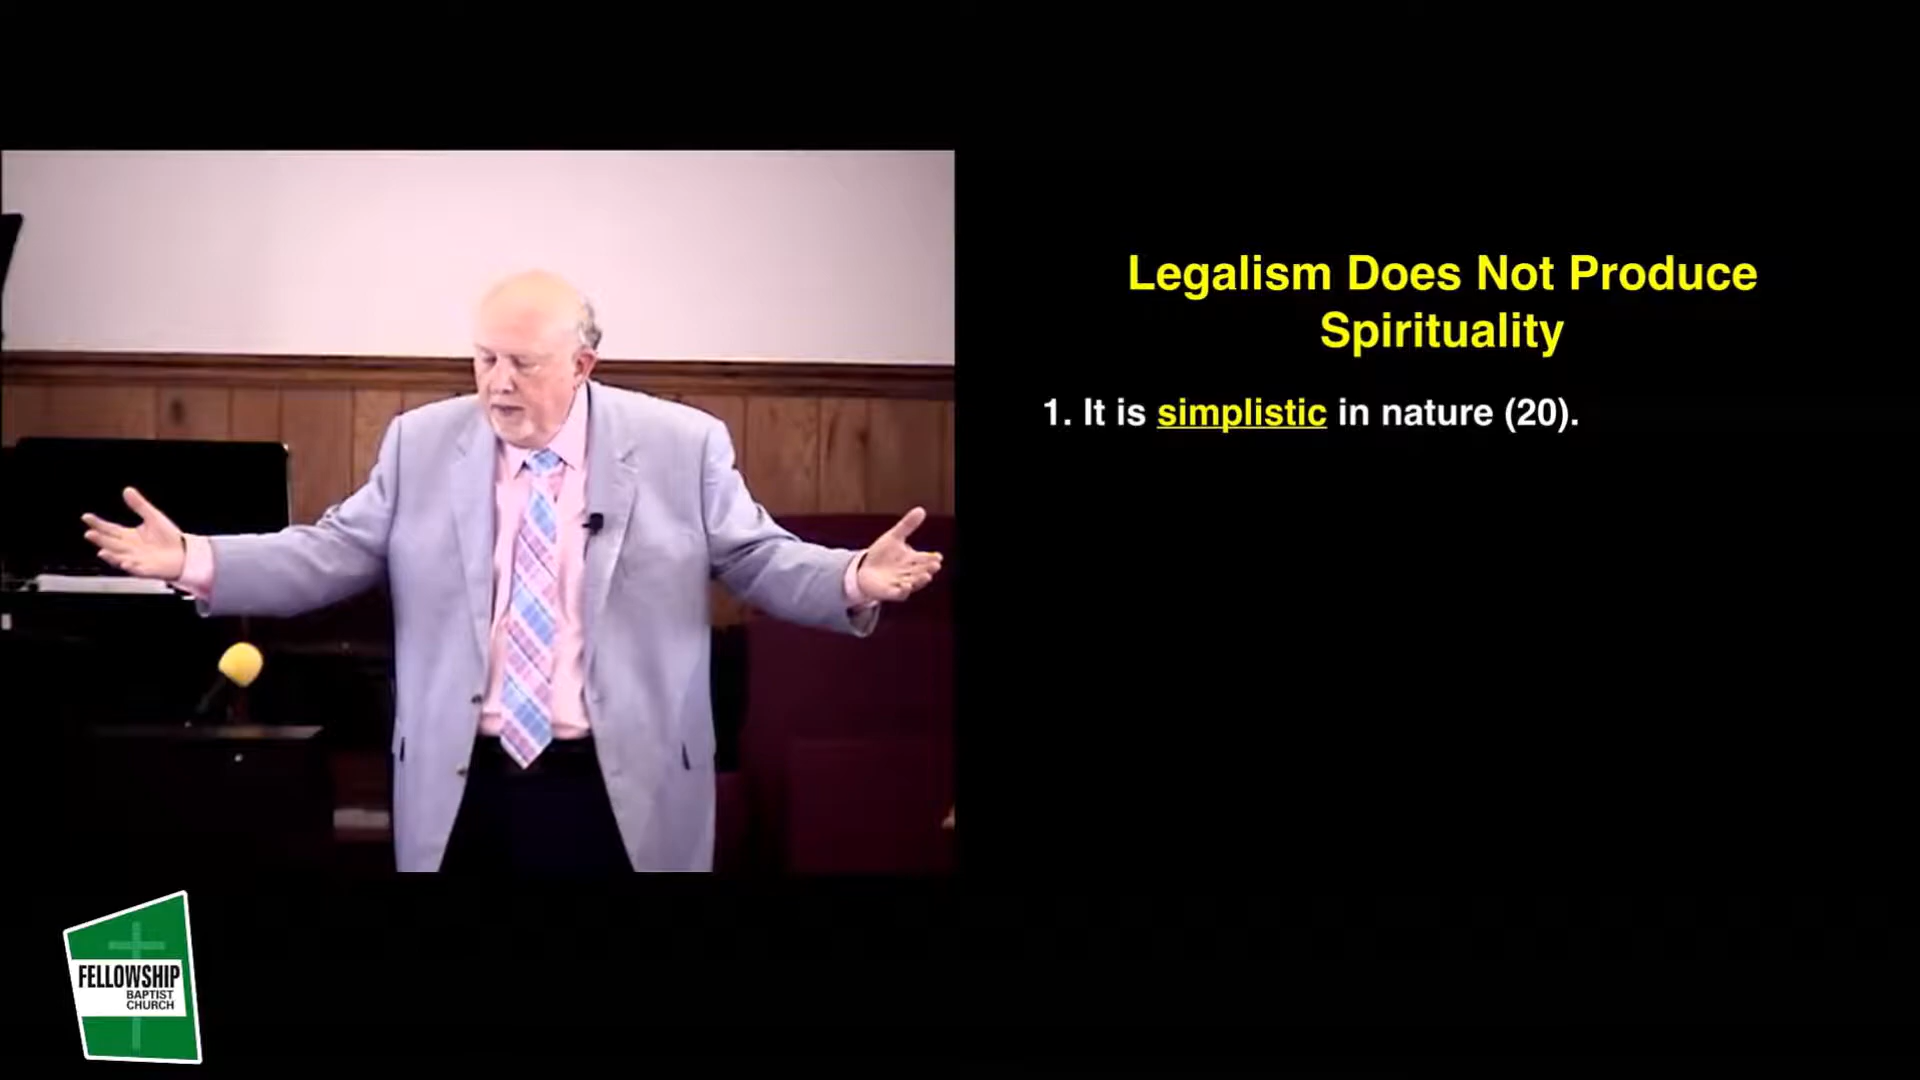 Legalism Does Not Produce
Spirituality
1. It is simplistic in nature (20).
FELLOWSHIP
BAPTIST
CHURCH